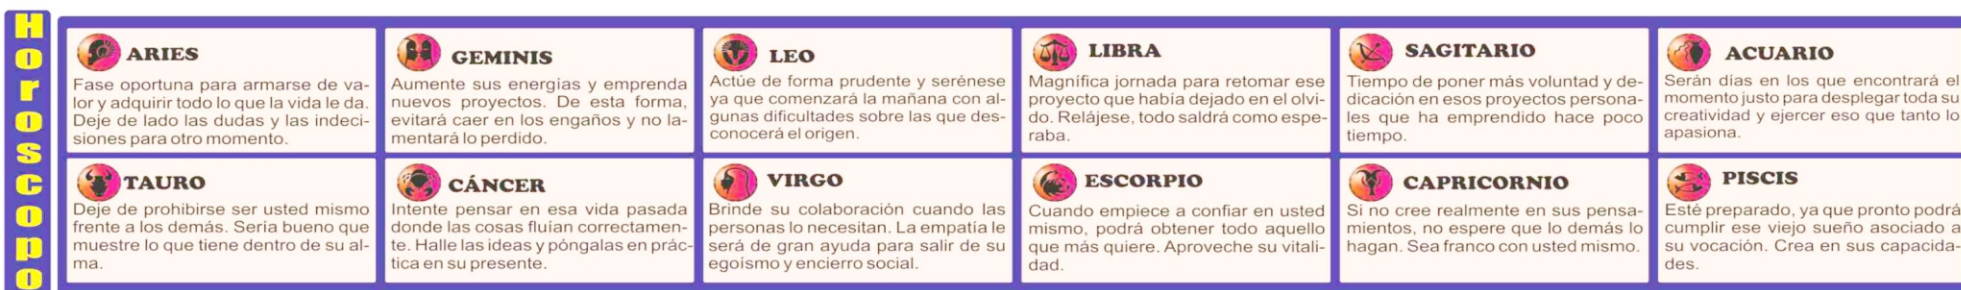 Horoscopo
ARIES
Fase oportuna para armarse de va-
lor y adquirir todo lo que la vida le da.
Deje de lado las dudas y las indeci-
siones para otro momento.
TAURO
Deje de prohibirse ser usted mismo
frente a los demás. Sería bueno que
muestre lo que tiene dentro de su al-
ma.
GEMINIS
Aumente sus energías y emprenda
nuevos proyectos. De esta forma,
evitará caer en los engaños y no la-
mentará lo perdido.
CÁNCER
Intente pensar en esa vida pasada
donde las cosas fluían correctamen-
te. Halle las ideas y póngalas en prác-
tica en su presente.
LEO
Actúe de forma prudente y serénese
ya que comenzará la mañana con al-
gunas dificultades sobre las que des-
conocerá el origen.
VIRGO
Brinde su colaboración cuando las
personas lo necesitan. La empatía le
será de gran ayuda para salir de su
egoísmo y encierro social.
LIBRA
Magnífica jornada para retomar ese
proyecto que había dejado en el olvi-
do. Relájese, todo saldrá como espe-
raba.
ESCORPIO
Cuando empiece a confiar en usted
mismo, podrá obtener todo aquello
que más quiere. Aproveche su vitali-
dad.
SAGITARIO
Tiempo de poner más voluntad y de-
dicación en esos proyectos persona-
les que ha emprendido hace poco
tiempo.
CAPRICORNIO
Si no cree realmente en sus pensa-
mientos, no espere que lo demás lo
hagan. Sea franco con usted mismo.
ACUARIO
Serán días en los que encontrará el
momento justo para desplegar toda su
creatividad y ejercer eso que tanto lo
apasiona.
PISCIS
Esté preparado, ya que pronto podrá
cumplir ese viejo sueño asociado a
su vocación. Crea en sus capacida-
des.